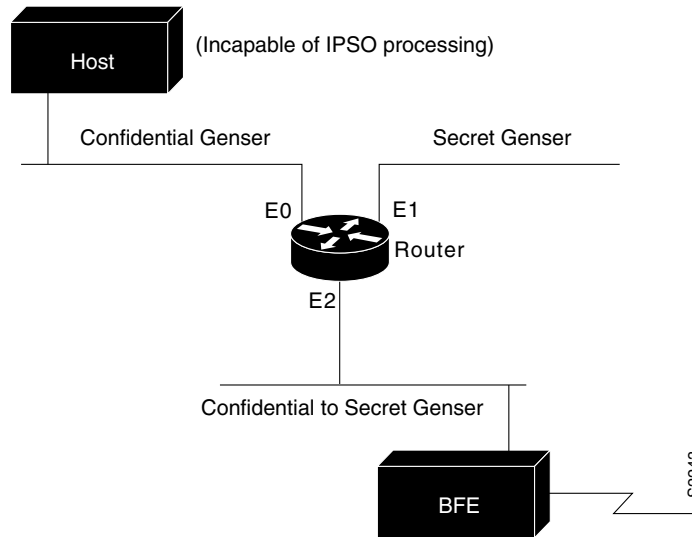 (Incapable of IPSO processing)
Host
Confidential Genser
Secret Genser
E0
E1
Router
E2
Confidential to Secret Genser
BFE